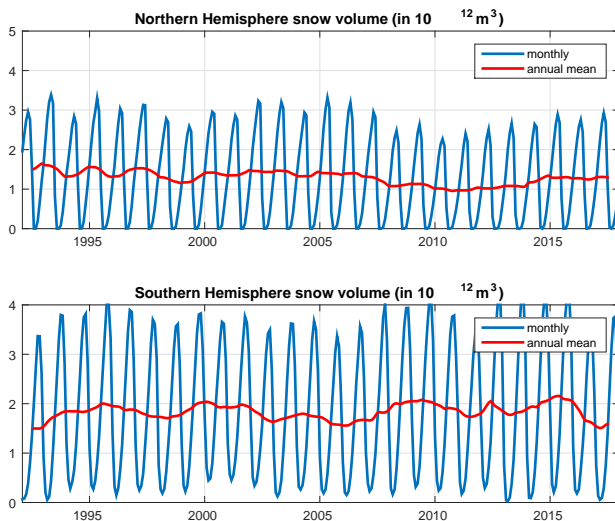 Northern Hemisphere snow volume (in 10 12 m3)
5
monthly
annual mean
4
3
2
1
0
1995 2000 2005 2010 2015
Southern Hemisphere snow volume (in 10 12 m3)
4
monthly
annual mean
3
2
1
0
1995 2000 2005 2010 2015